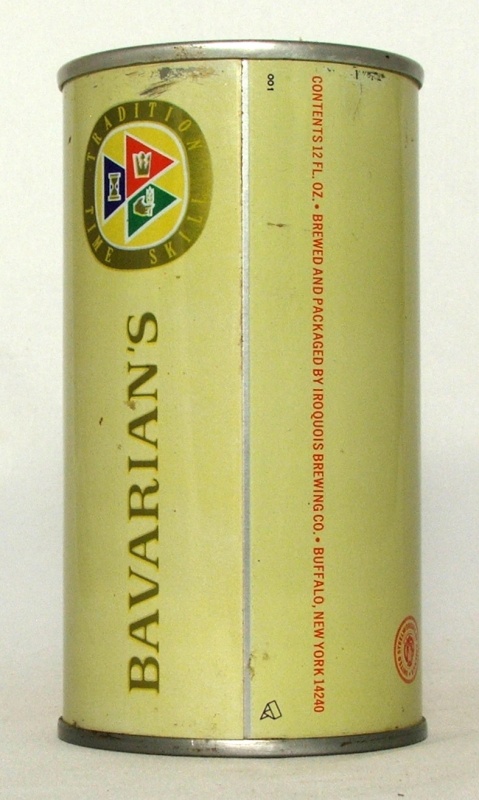 TRADITION
TIME SKILL
BAVARIAN'S
001
CONTENTS 12 FL. OZ. • BREWED AND PACKAGED BY IROQUOIS BREWING CO. • BUFFALO, NEW YORK 14240